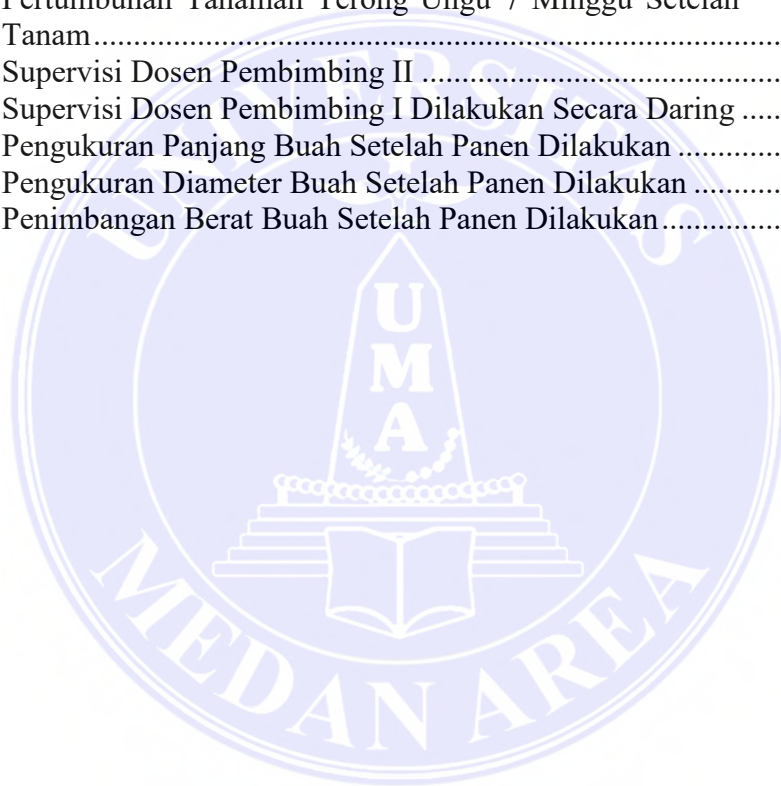 Pertumbuhan Tanaman Terong Ungu 7 Minggu Setelah
Tanam..............................................................................
Supervisi Dosen Pembimbing II .........................................
Supervisi Dosen Pembimbing I Dilakukan Secara Daring .....
Pengukuran Panjang Buah Setelah Panen Dilakukan .............
Pengukuran Diameter Buah Setelah Panen Dilakukan ...........
Penimbangan Berat Buah Setelah Panen Dilakukan...............
UNIVERSITAS
U
M
A
MEDAN AREA